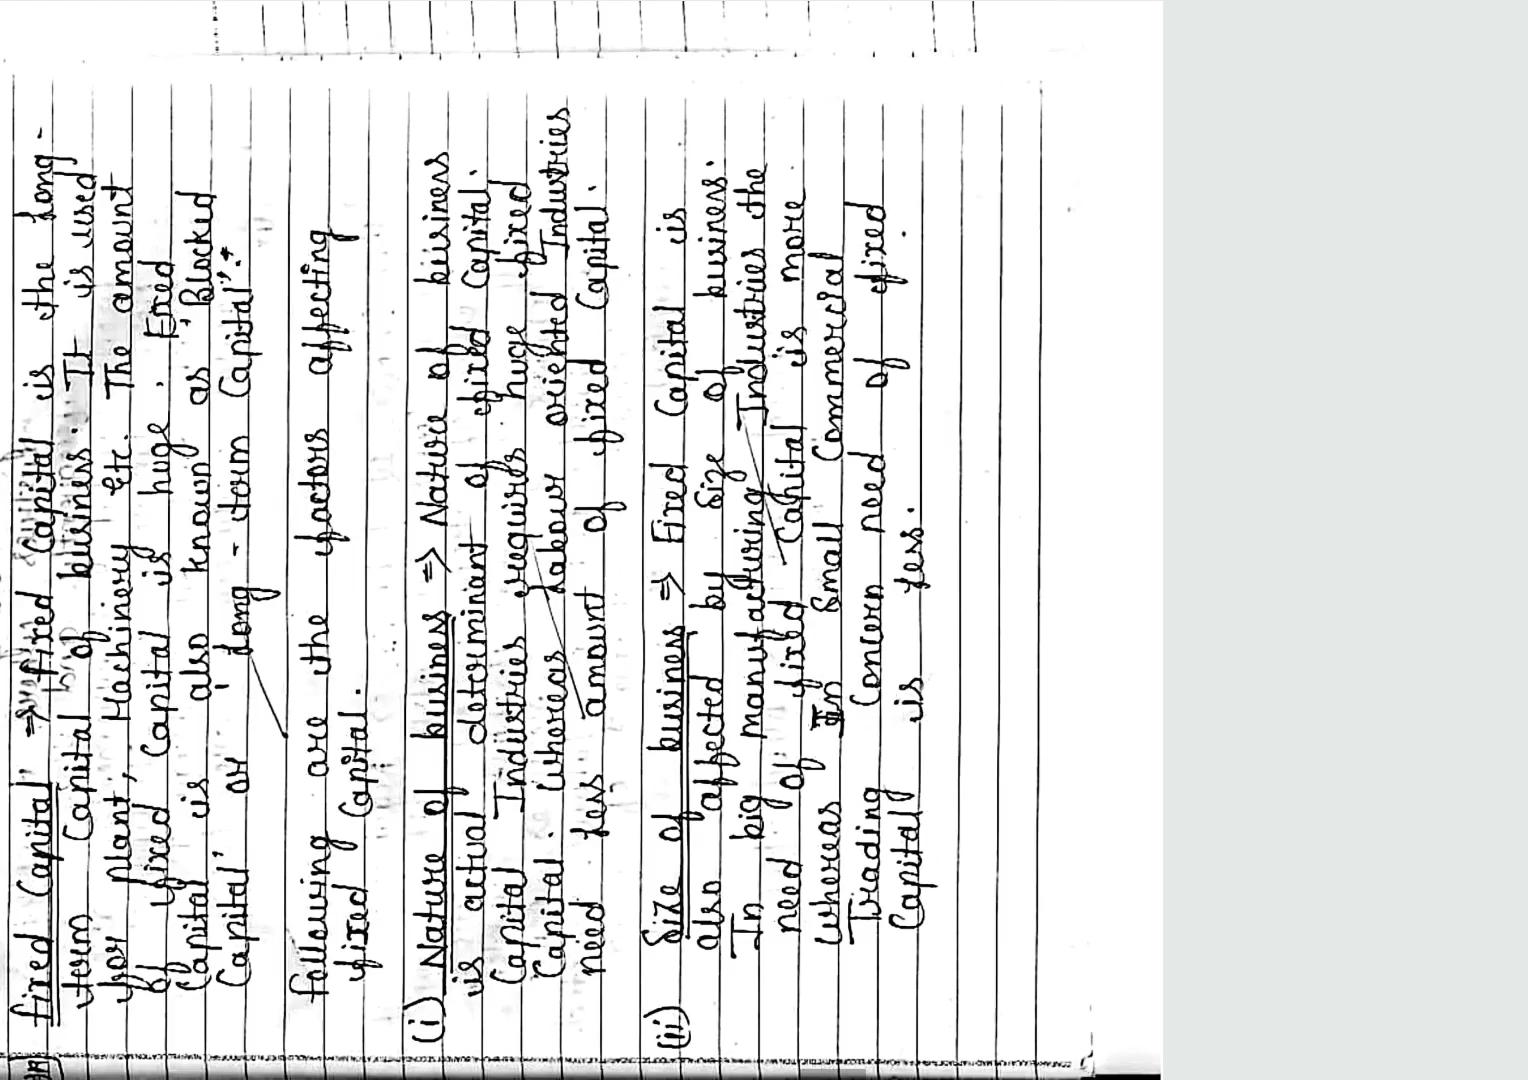 Fixed Capital ⇒ Fixed Capital is the Long-
term Capital of business. It is used
for plant, Machinery Etc. The amount
of fixed Capital is huge. Fixed
Capital is also known as 'Blocked
Capital' or 'Long-term Capital'.
Following are the factors affecting
fixed Capital.
(i) Nature of business ⇒ Nature of business
is actual determinant of fixed Capital.
Capital Industries requires huge fixed
Capital. Whereas Labour oriented Industries
need Less amount of fixed Capital.
(ii) Size of business ⇒ Fixed Capital is
also affected by Size of business.
In big manufacturing Industries the
need of fixed Capital is more
Whereas In Small Commercial
Trading Concern need of fixed
Capital is Less.